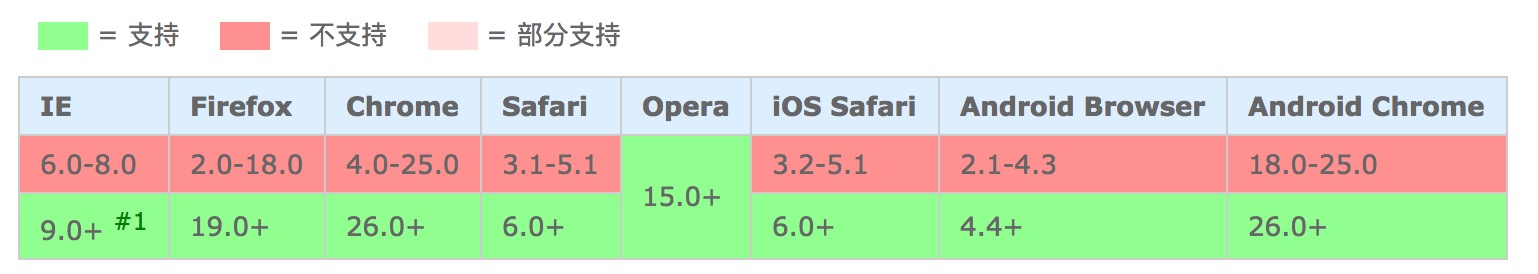 = 支持 = 不支持 = 部分支持
IE Firefox Chrome Safari Opera iOS Safari Android Browser Android Chrome
6.0-8.0 2.0-18.0 4.0-25.0 3.1-5.1 15.0+ 3.2-5.1 2.1-4.3 18.0-25.0
9.0+ #1 19.0+ 26.0+ 6.0+ 6.0+ 4.4+ 26.0+